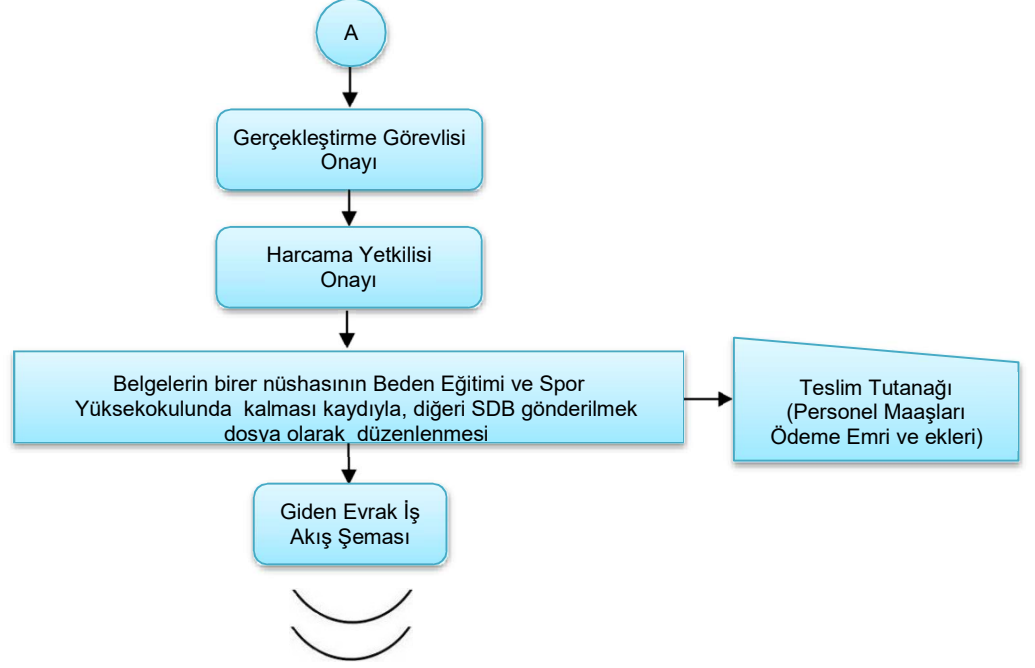 A
Gerçekleştirme Görevlisi
Onayı
Harcama Yetkilisi
Onayı
Belgelerin birer nüshasının Beden Eğitimi ve Spor
Yüksekokulunda kalması kaydıyla, diğeri SDB gönderilmek
dosya olarak düzenlenmesi
Teslim Tutanağı
(Personel Maaşları
Ödeme Emri ve ekleri)
Giden Evrak İş
Akış Şeması